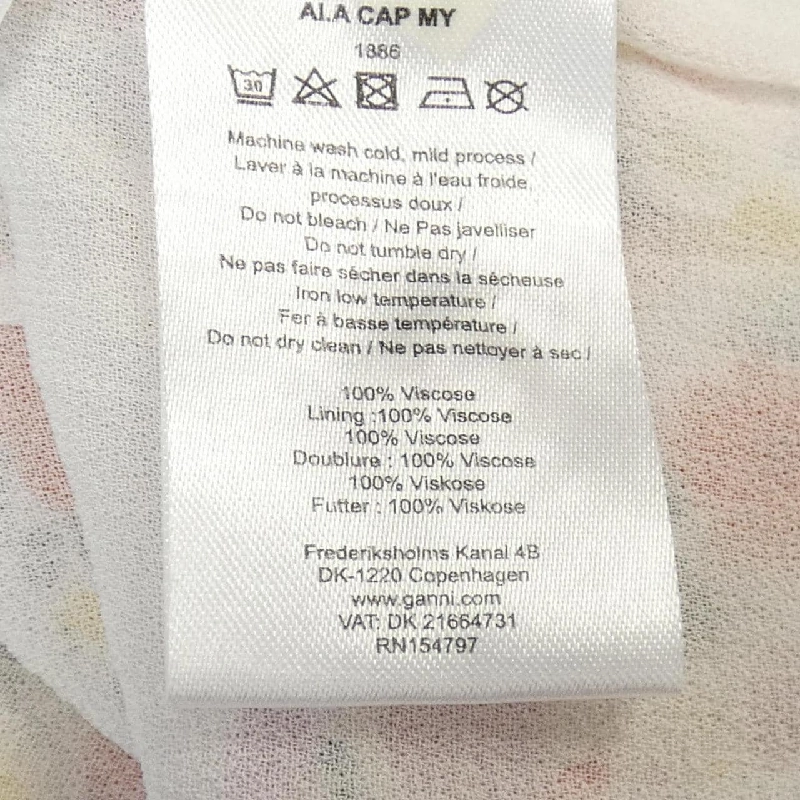 ALA CAP MY
1886
30
Machine wash cold, mild process /
Laver à la machine à l'eau froide,
processus doux /
Do not bleach / Ne Pas javelliser
Do not tumble dry /
Ne pas faire sécher dans la sécheuse
Iron low temperature /
Fer à basse température /
Do not dry clean / Ne pas nettoyer à sec /
100% Viscose
Lining :100% Viscose
100% Viscose
Doublure : 100% Viscose
100% Viskose
Futter : 100% Viskose
Frederiksholms Kanal 4B
DK-1220 Copenhagen
www.ganni.com
VAT: DK 21664731
RN154797